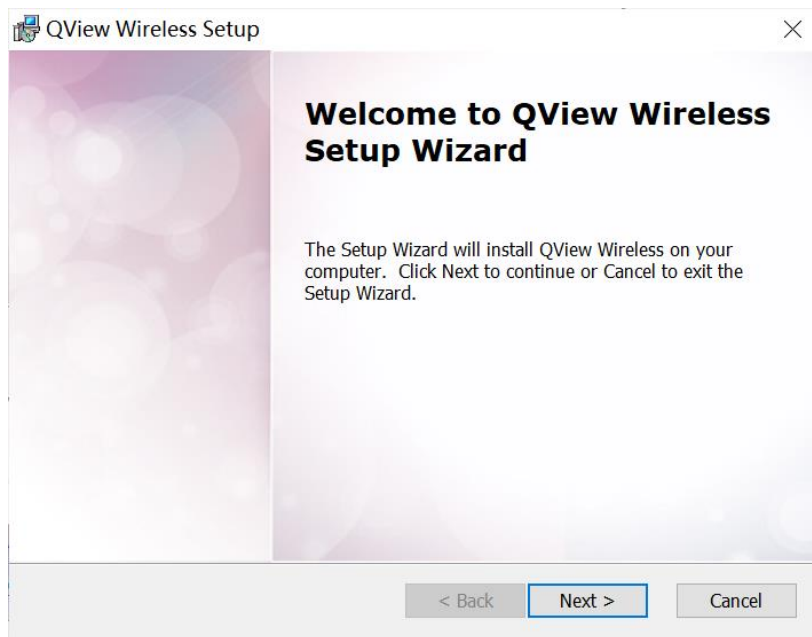 QView Wireless Setup
Welcome to QView Wireless
Setup Wizard
The Setup Wizard will install QView Wireless on your
computer. Click Next to continue or Cancel to exit the
Setup Wizard.
< Back Next > Cancel